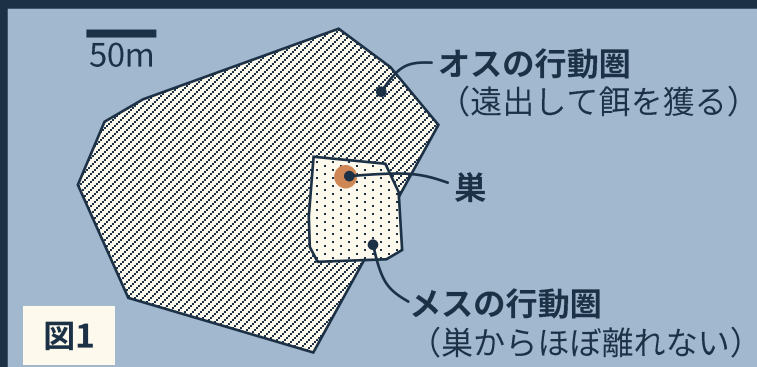 50m
オスの行動圏
（遠出して餌を獲る）
巣
メスの行動圏
（巣からほぼ離れない）
図1